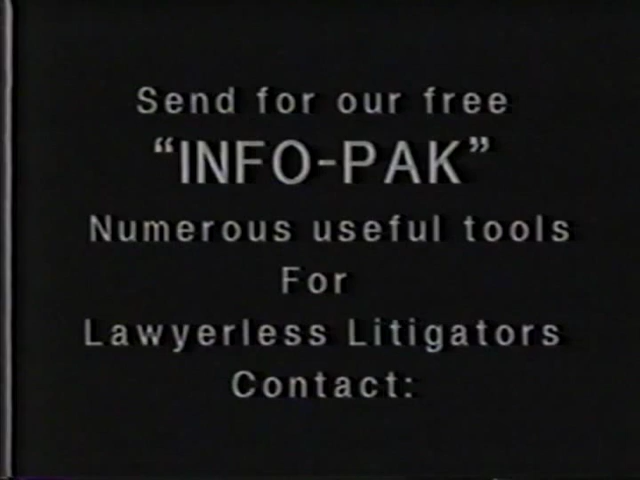 Send for our free
“INFO-PAK”
Numerous useful tools
For
Lawyerless Litigators
Contact: